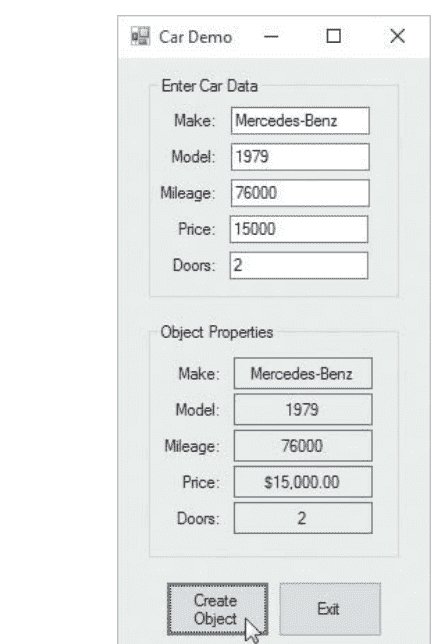 Car Demo
Enter Car Data
Make: Mercedes-Benz
Model: 1979
Mileage: 76000
Price: 15000
Doors: 2
Object Properties
Make: Mercedes-Benz
Model: 1979
Mileage: 76000
Price: $15,000.00
Doors: 2
Create
Object
Exit